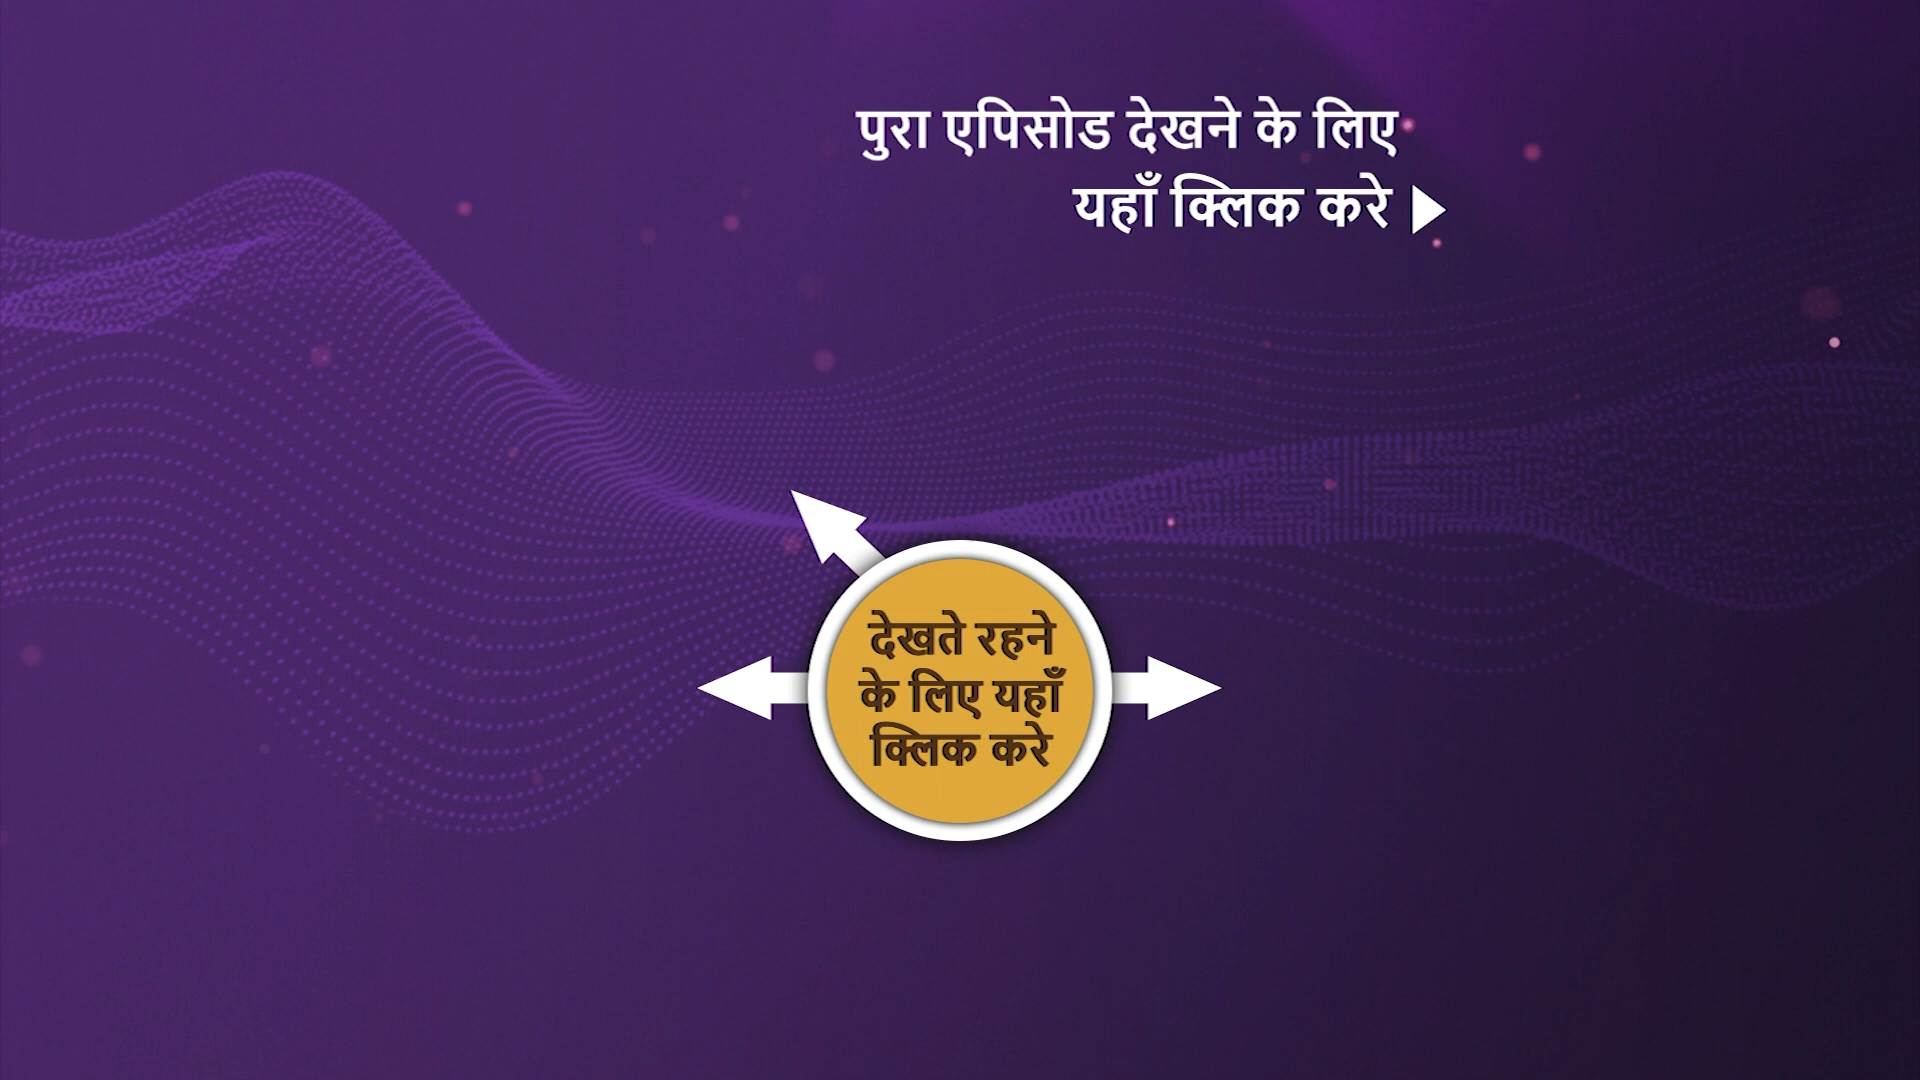 पुरा एपिसोड देखने के लिए
यहाँ क्लिक करे
देखते रहने
के लिए यहाँ
क्लिक करे